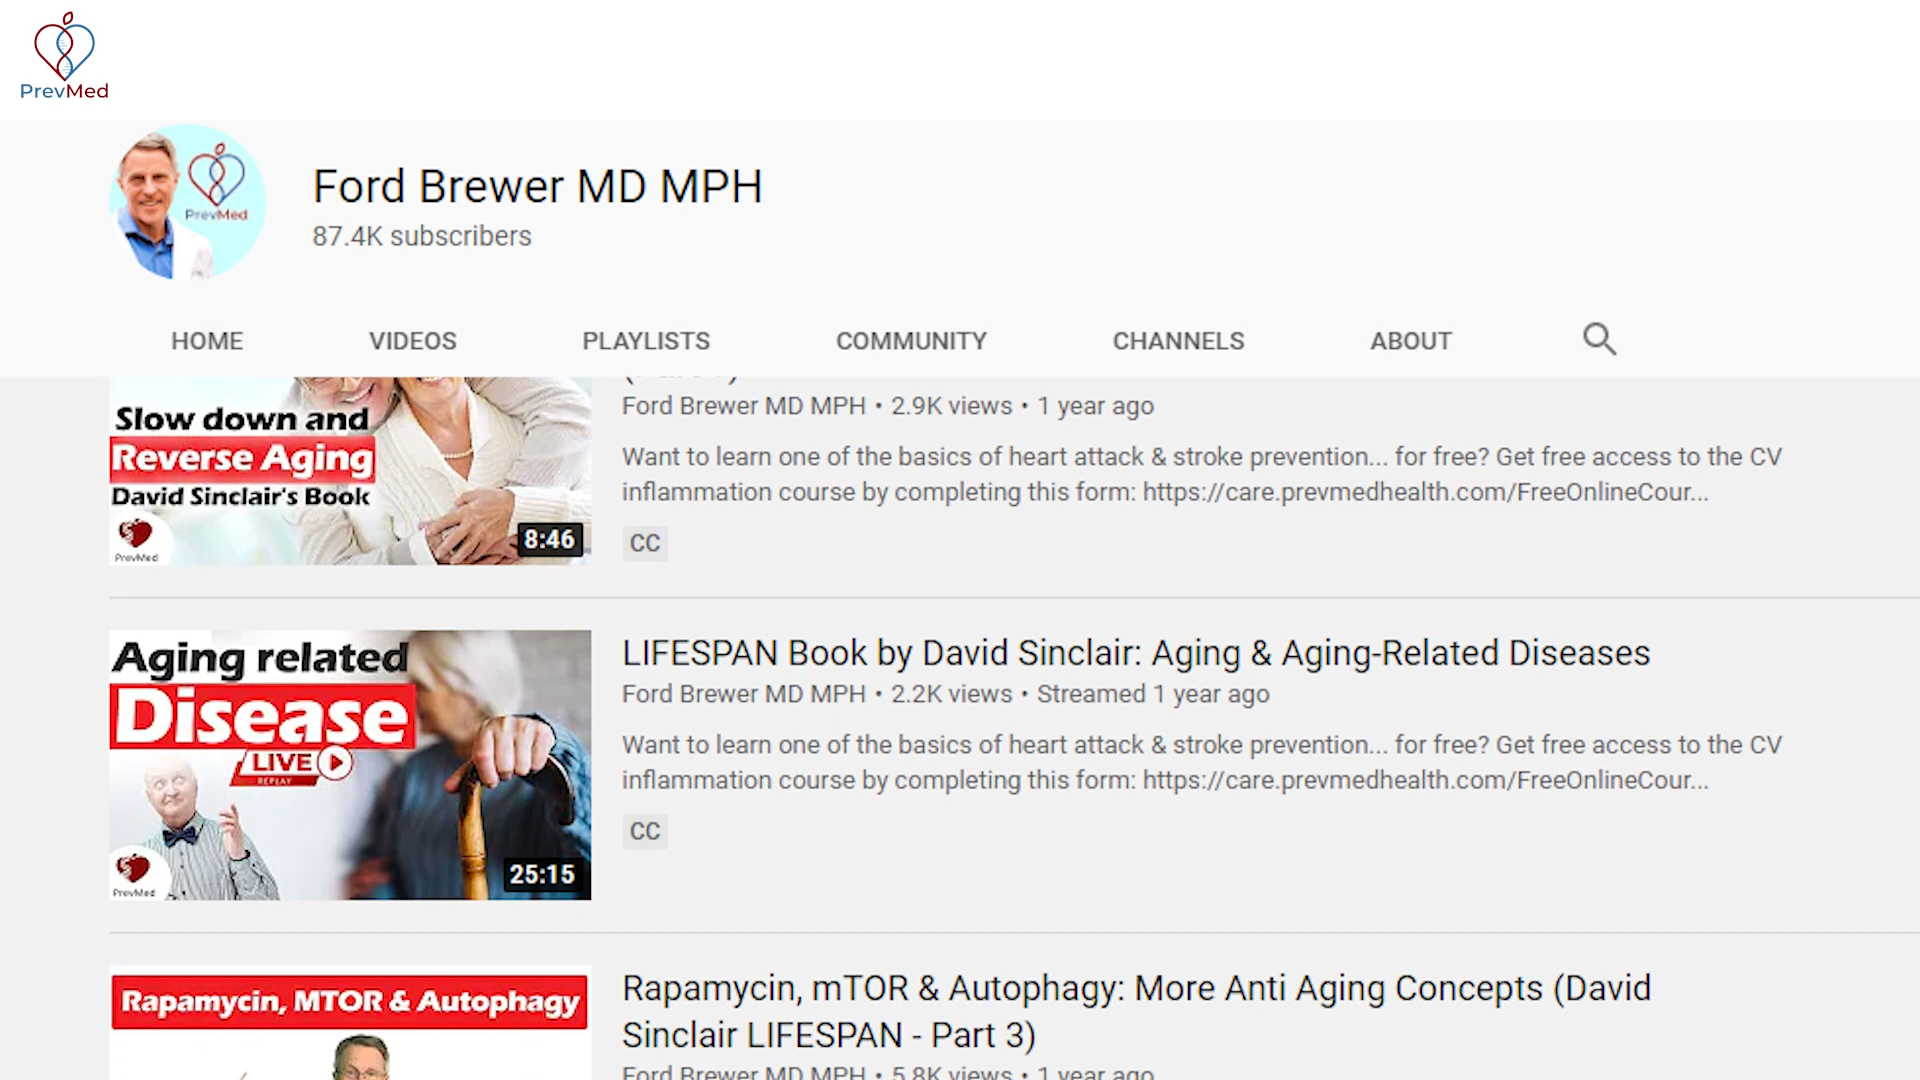 PrevMed
PrevMed
Ford Brewer MD MPH
87.4K subscribers
HOME VIDEOS PLAYLISTS COMMUNITY CHANNELS ABOUT
Slow down and
Reverse Aging
David Sinclair's Book
PrevMed
8:46
Ford Brewer MD MPH • 2.9K views • 1 year ago
Want to learn one of the basics of heart attack & stroke prevention... for free? Get free access to the CV
inflammation course by completing this form: https://care.prevmedhealth.com/FreeOnlineCour...
CC
Aging related
Disease
LIVE
REPLAY
PrevMed
25:15
LIFESPAN Book by David Sinclair: Aging & Aging-Related Diseases
Ford Brewer MD MPH • 2.2K views • Streamed 1 year ago
Want to learn one of the basics of heart attack & stroke prevention... for free? Get free access to the CV
inflammation course by completing this form: https://care.prevmedhealth.com/FreeOnlineCour...
CC
Rapamycin, MTOR & Autophagy
Rapamycin, mTOR & Autophagy: More Anti Aging Concepts (David
Sinclair LIFESPAN - Part 3)
Ford Brewer MD MPH • 5.8K views • 1 year ago